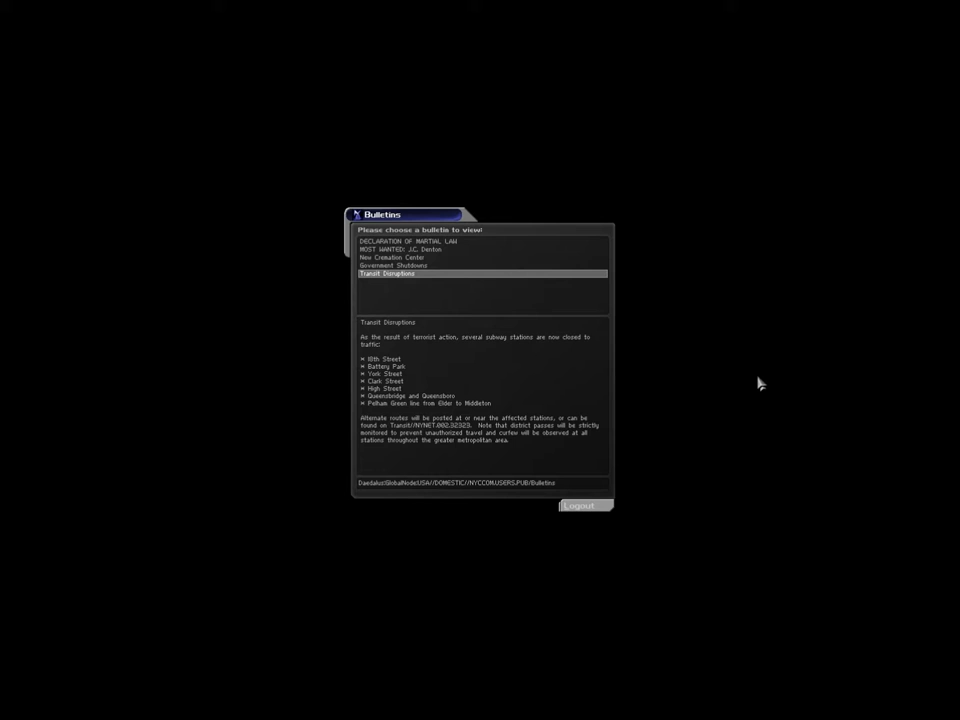 Bulletins
Please choose a bulletin to view:
DECLARATION OF MARTIAL LAW
MOST WANTED: J.C. Denton
New Cremation Center
Government Shutdowns
Transit Disruptions
Transit Disruptions
As the result of terrorist action, several subway stations are now closed to
traffic:
* 18th Street
* Battery Park
* York Street
* Clark Street
* High Street
* Queensbridge and Queensboro
* Pelham Green line from Elder to Middleton
Alternate routes will be posted at or near the affected stations, or can be
found on Transit//NYNET.002.32323. Note that district passes will be strictly
monitored to prevent unauthorized travel and curfew will be observed at all
stations throughout the greater metropolitan area.
Daedalus:GlobalNode:USA//DOMESTIC//NYCCOM.USERS.PUB/Bulletins
Logout